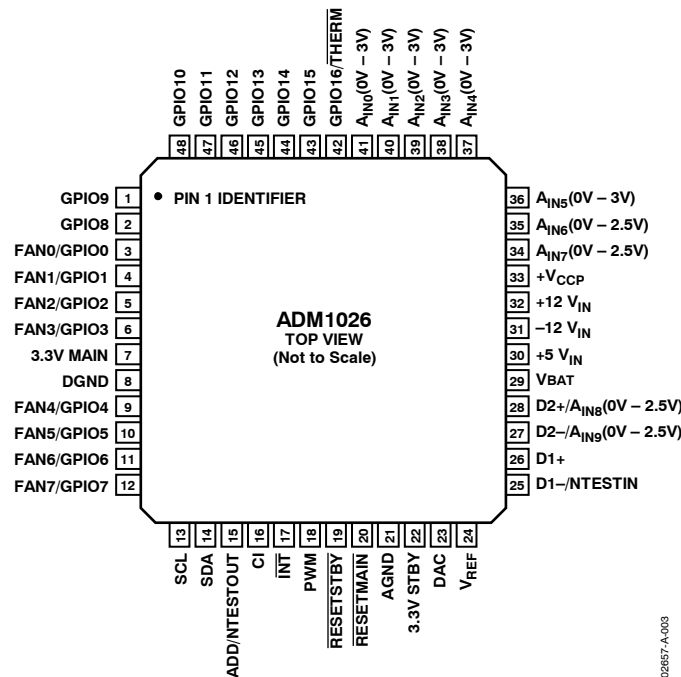 GPIO10
GPIO11
GPIO12
GPIO13
GPIO14
GPIO15
GPIO16/THERM
AIN0(0V – 3V)
AIN1(0V – 3V)
AIN2(0V – 3V)
AIN3(0V – 3V)
AIN4(0V – 3V)
48
47
46
45
44
43
42
41
40
39
38
37
GPIO9 1
GPIO8 2
FAN0/GPIO0 3
FAN1/GPIO1 4
FAN2/GPIO2 5
FAN3/GPIO3 6
3.3V MAIN 7
DGND 8
FAN4/GPIO4 9
FAN5/GPIO5 10
FAN6/GPIO6 11
FAN7/GPIO7 12
• PIN 1 IDENTIFIER
ADM1026
TOP VIEW
(Not to Scale)
36 AIN5(0V – 3V)
35 AIN6(0V – 2.5V)
34 AIN7(0V – 2.5V)
33 +VCCP
32 +12 VIN
31 –12 VIN
30 +5 VIN
29 VBAT
28 D2+/AIN8(0V – 2.5V)
27 D2–/AIN9(0V – 2.5V)
26 D1+
25 D1–/NTESTIN
13
14
15
16
17
18
19
20
21
22
23
24
SCL
SDA
ADD/NTESTOUT
CI
INT
PWM
RESETSTBY
RESETMAIN
AGND
3.3V STBY
DAC
VREF
02657-A-003